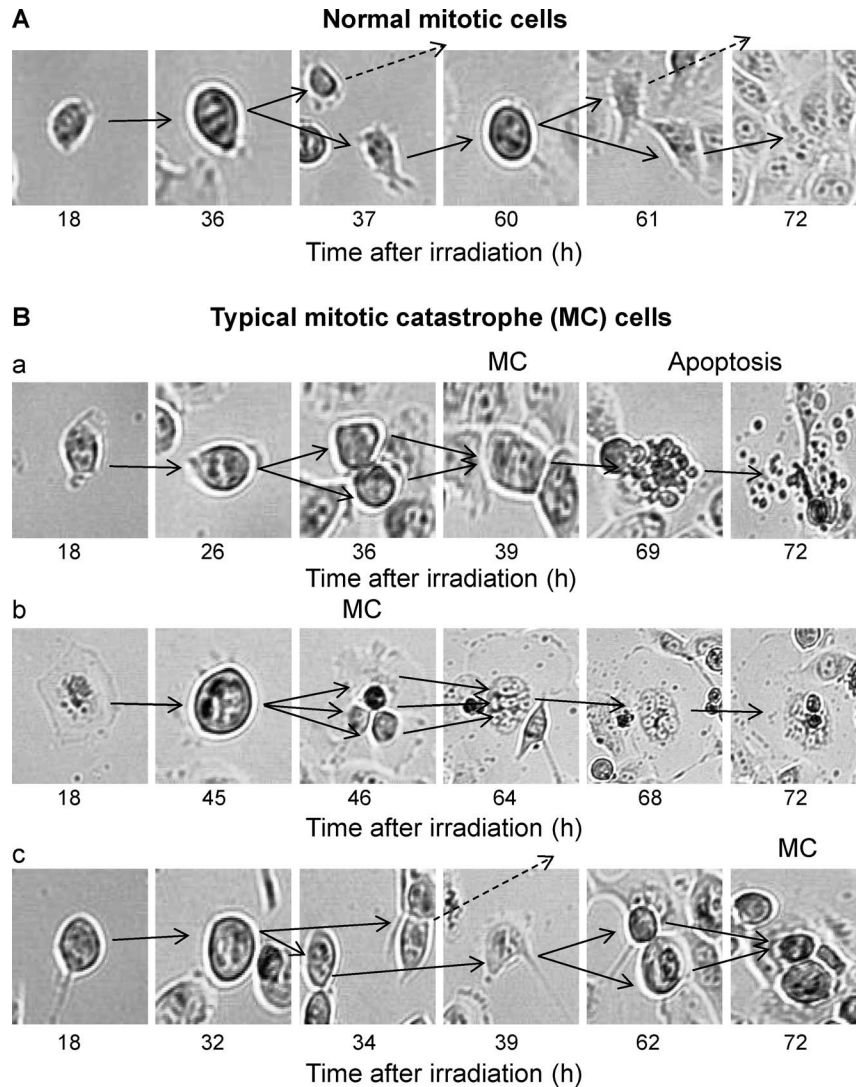 A Normal mitotic cells
18 36 37 60 61 72
Time after irradiation (h)
B Typical mitotic catastrophe (MC) cells
a MC Apoptosis
18 26 36 39 69 72
Time after irradiation (h)
b MC
18 45 46 64 68 72
Time after irradiation (h)
c MC
18 32 34 39 62 72
Time after irradiation (h)